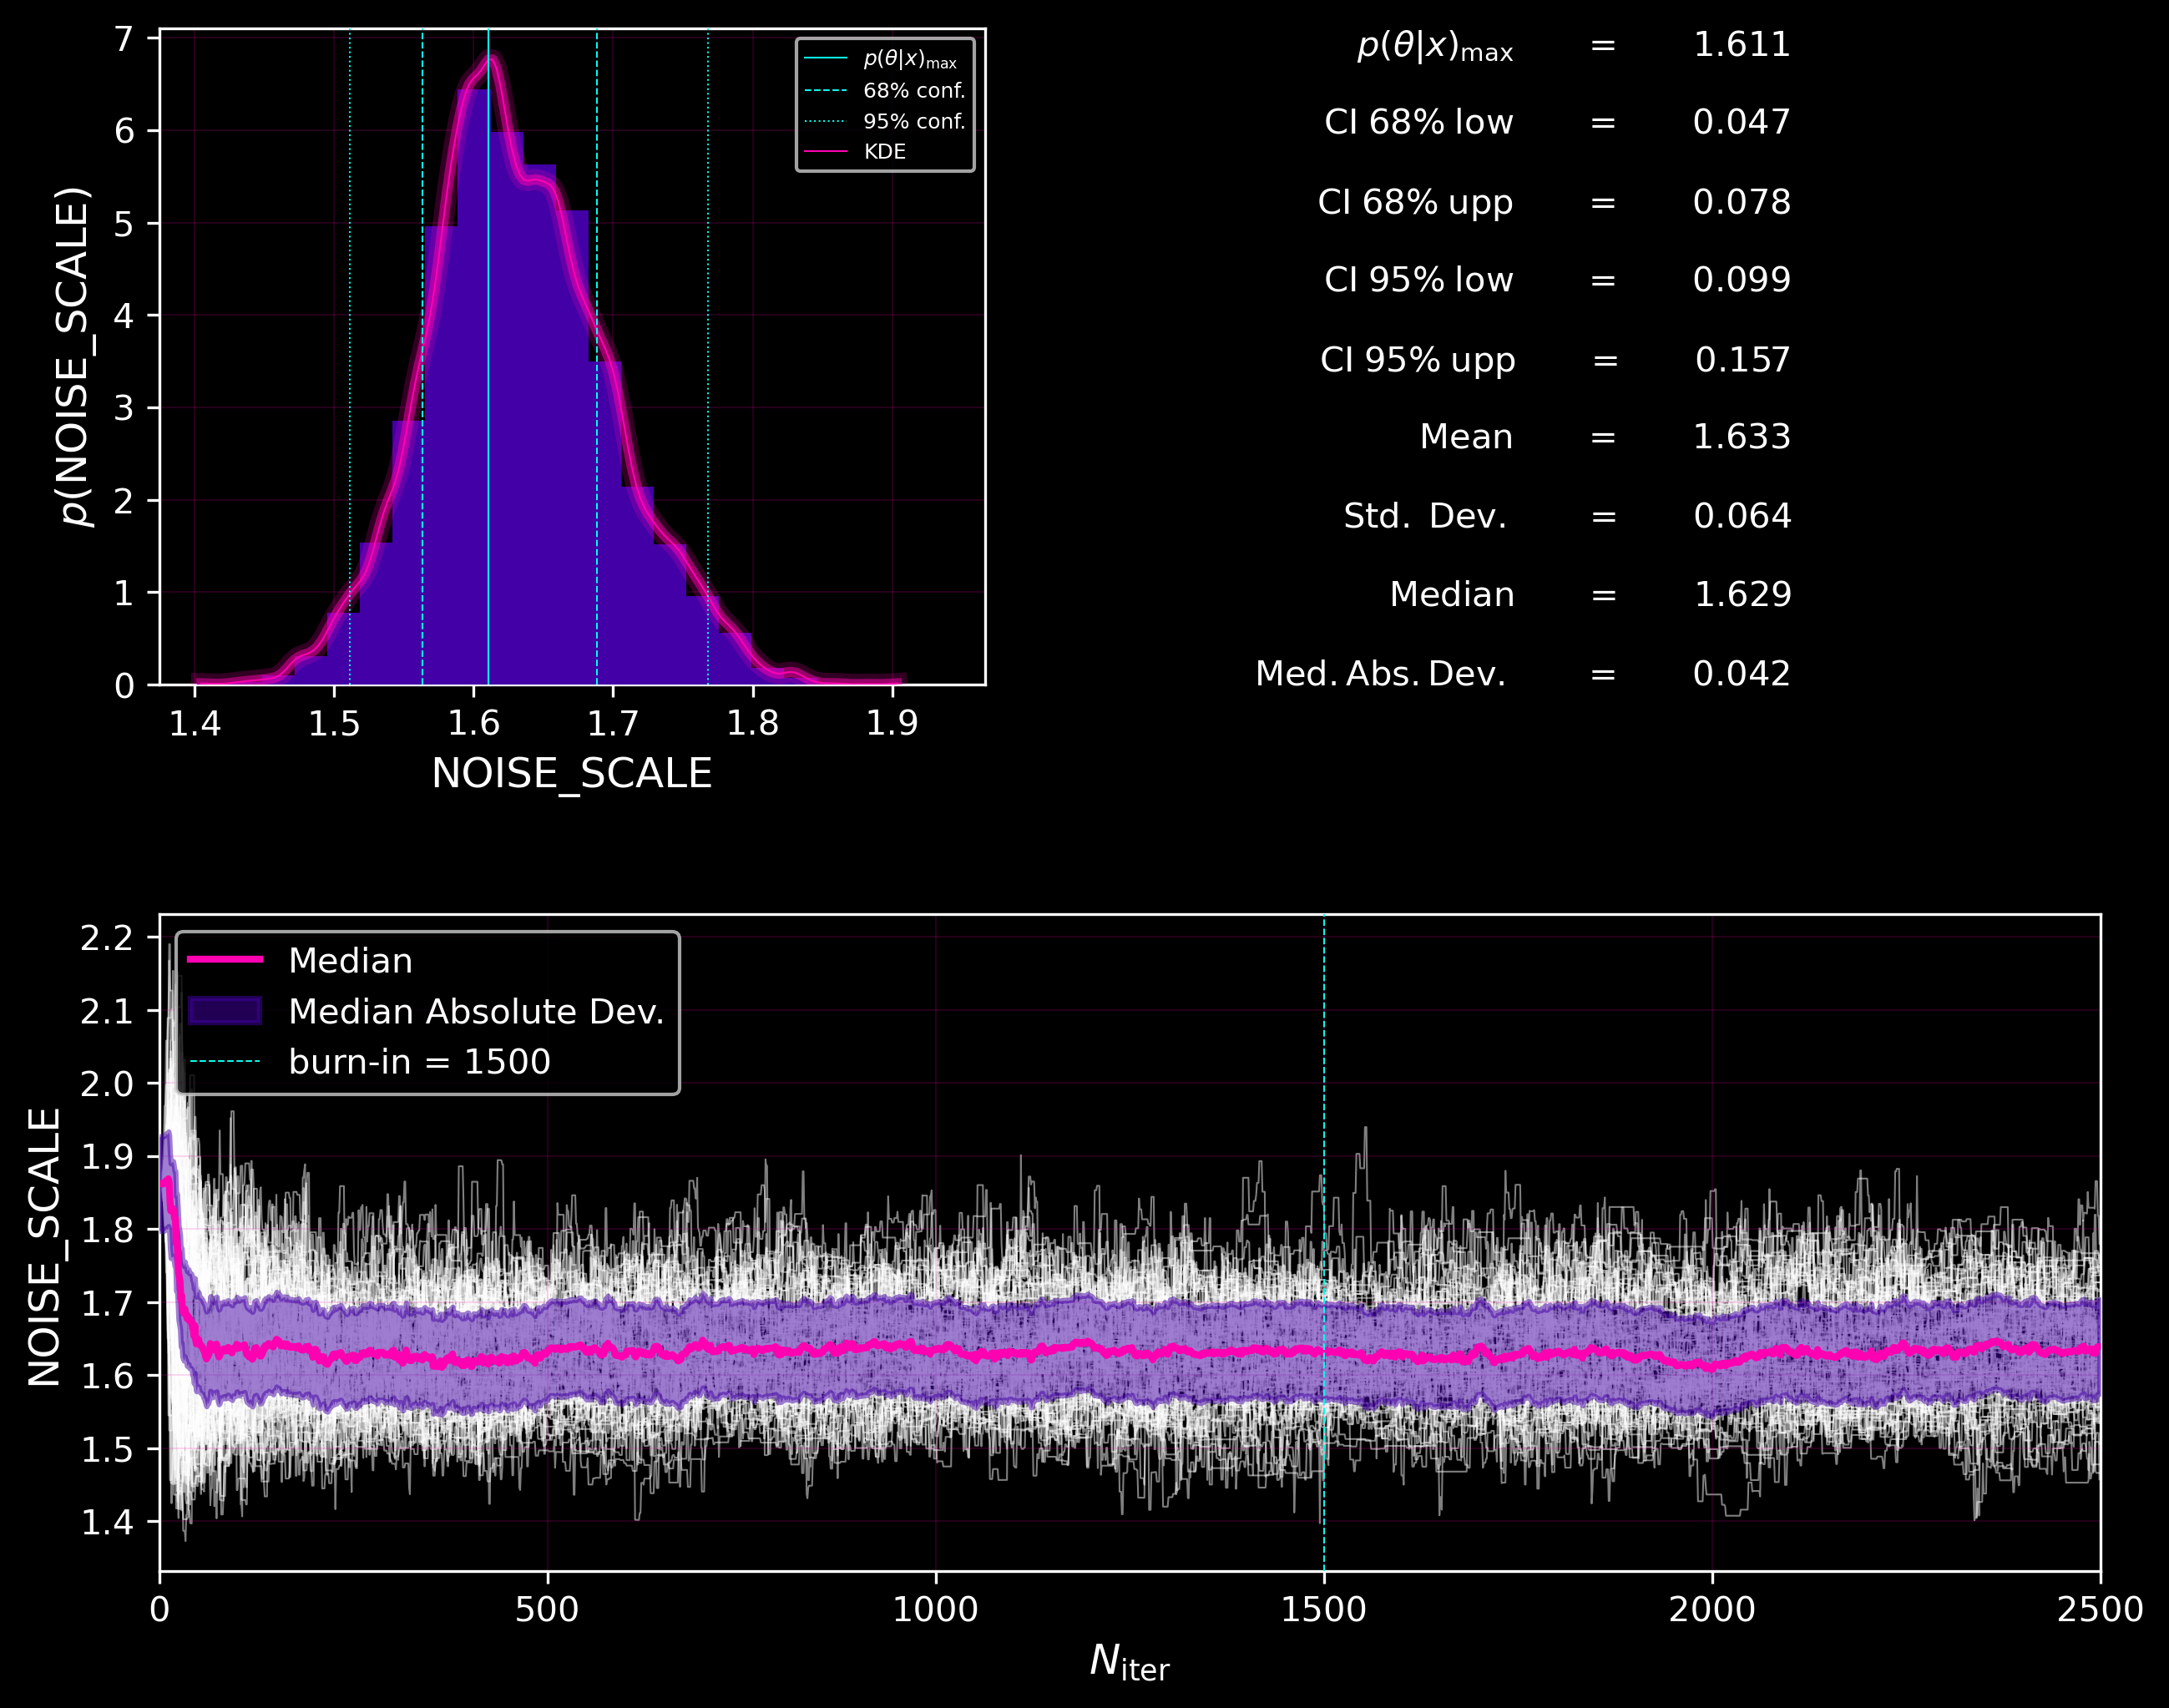 7
6
5
4
3
2
1
0
p(NOISE_SCALE)
1.4 1.5 1.6 1.7 1.8 1.9
NOISE_SCALE
p(θ|x)max
68% conf.
95% conf.
KDE
p(θ|x)max = 1.611
CI 68% low = 0.047
CI 68% upp = 0.078
CI 95% low = 0.099
CI 95% upp = 0.157
Mean = 1.633
Std. Dev. = 0.064
Median = 1.629
Med. Abs. Dev. = 0.042
2.2
2.1
2.0
1.9
1.8
1.7
1.6
1.5
1.4
NOISE_SCALE
Median
Median Absolute Dev.
burn-in = 1500
0 500 1000 1500 2000 2500
Niter